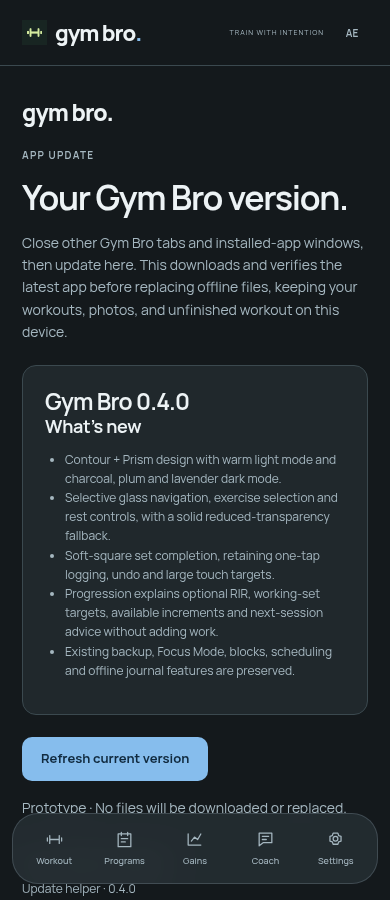 gym bro.
TRAIN WITH INTENTION
AE
gym bro.
APP UPDATE
Your Gym Bro version.
Close other Gym Bro tabs and installed-app windows,
then update here. This downloads and verifies the
latest app before replacing offline files, keeping your
workouts, photos, and unfinished workout on this
device.
Gym Bro 0.4.0
What's new
• Contour + Prism design with warm light mode and
charcoal, plum and lavender dark mode.
• Selective glass navigation, exercise selection and
rest controls, with a solid reduced-transparency
fallback.
• Soft-square set completion, retaining one-tap
logging, undo and large touch targets.
• Progression explains optional RIR, working-set
targets, available increments and next-session
advice without adding work.
• Existing backup, Focus Mode, blocks, scheduling
and offline journal features are preserved.
Refresh current version
Prototype · No files will be downloaded or replaced.
Workout
Programs
Gains
Coach
Settings
Update helper · 0.4.0